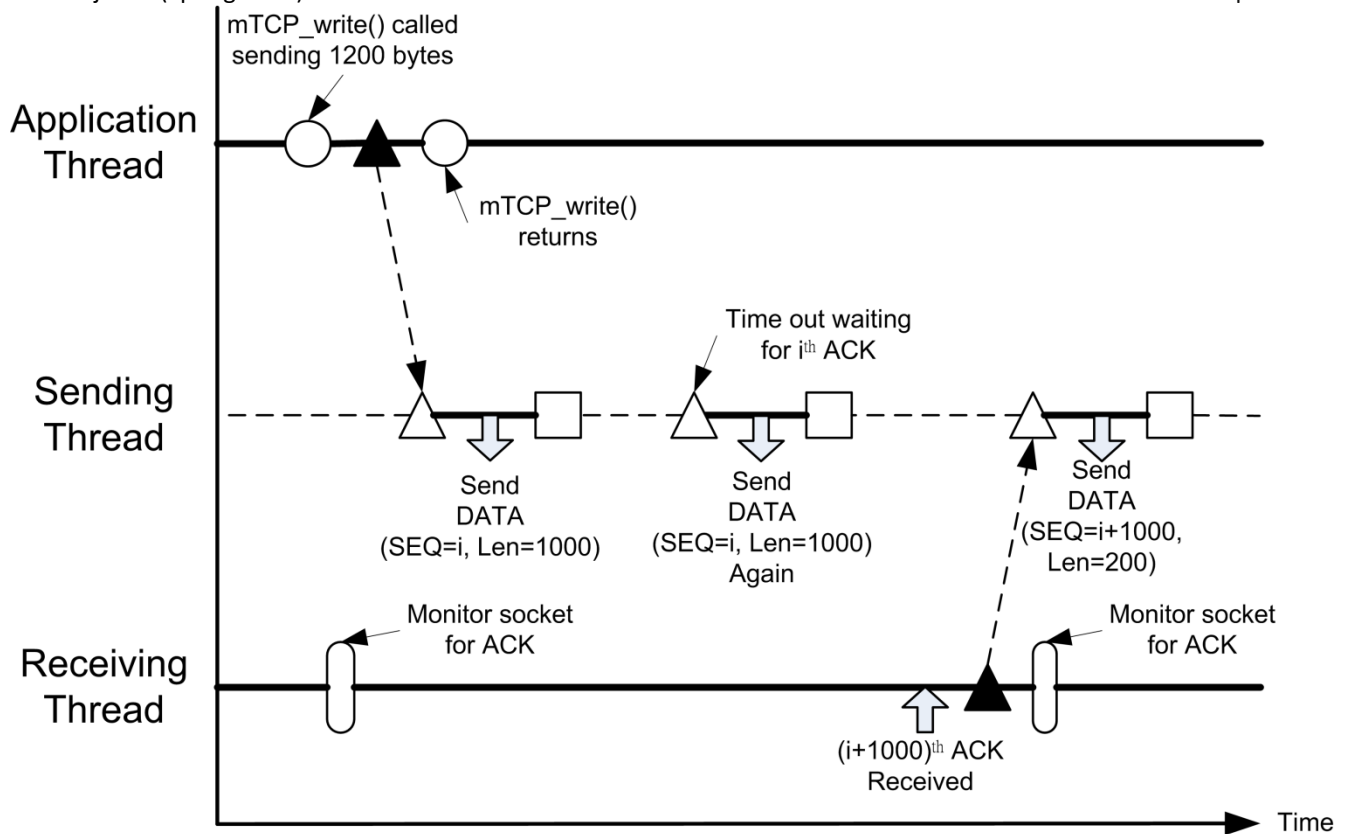 mTCP_write() called
sending 1200 bytes
Application
Thread
mTCP_write()
returns
Time out waiting
for ith ACK
Sending
Thread
Send
DATA
(SEQ=i, Len=1000)
Send
DATA
(SEQ=i, Len=1000)
Again
Send
DATA
(SEQ=i+1000,
Len=200)
Monitor socket
for ACK
Monitor socket
for ACK
Receiving
Thread
(i+1000)th ACK
Received
Time